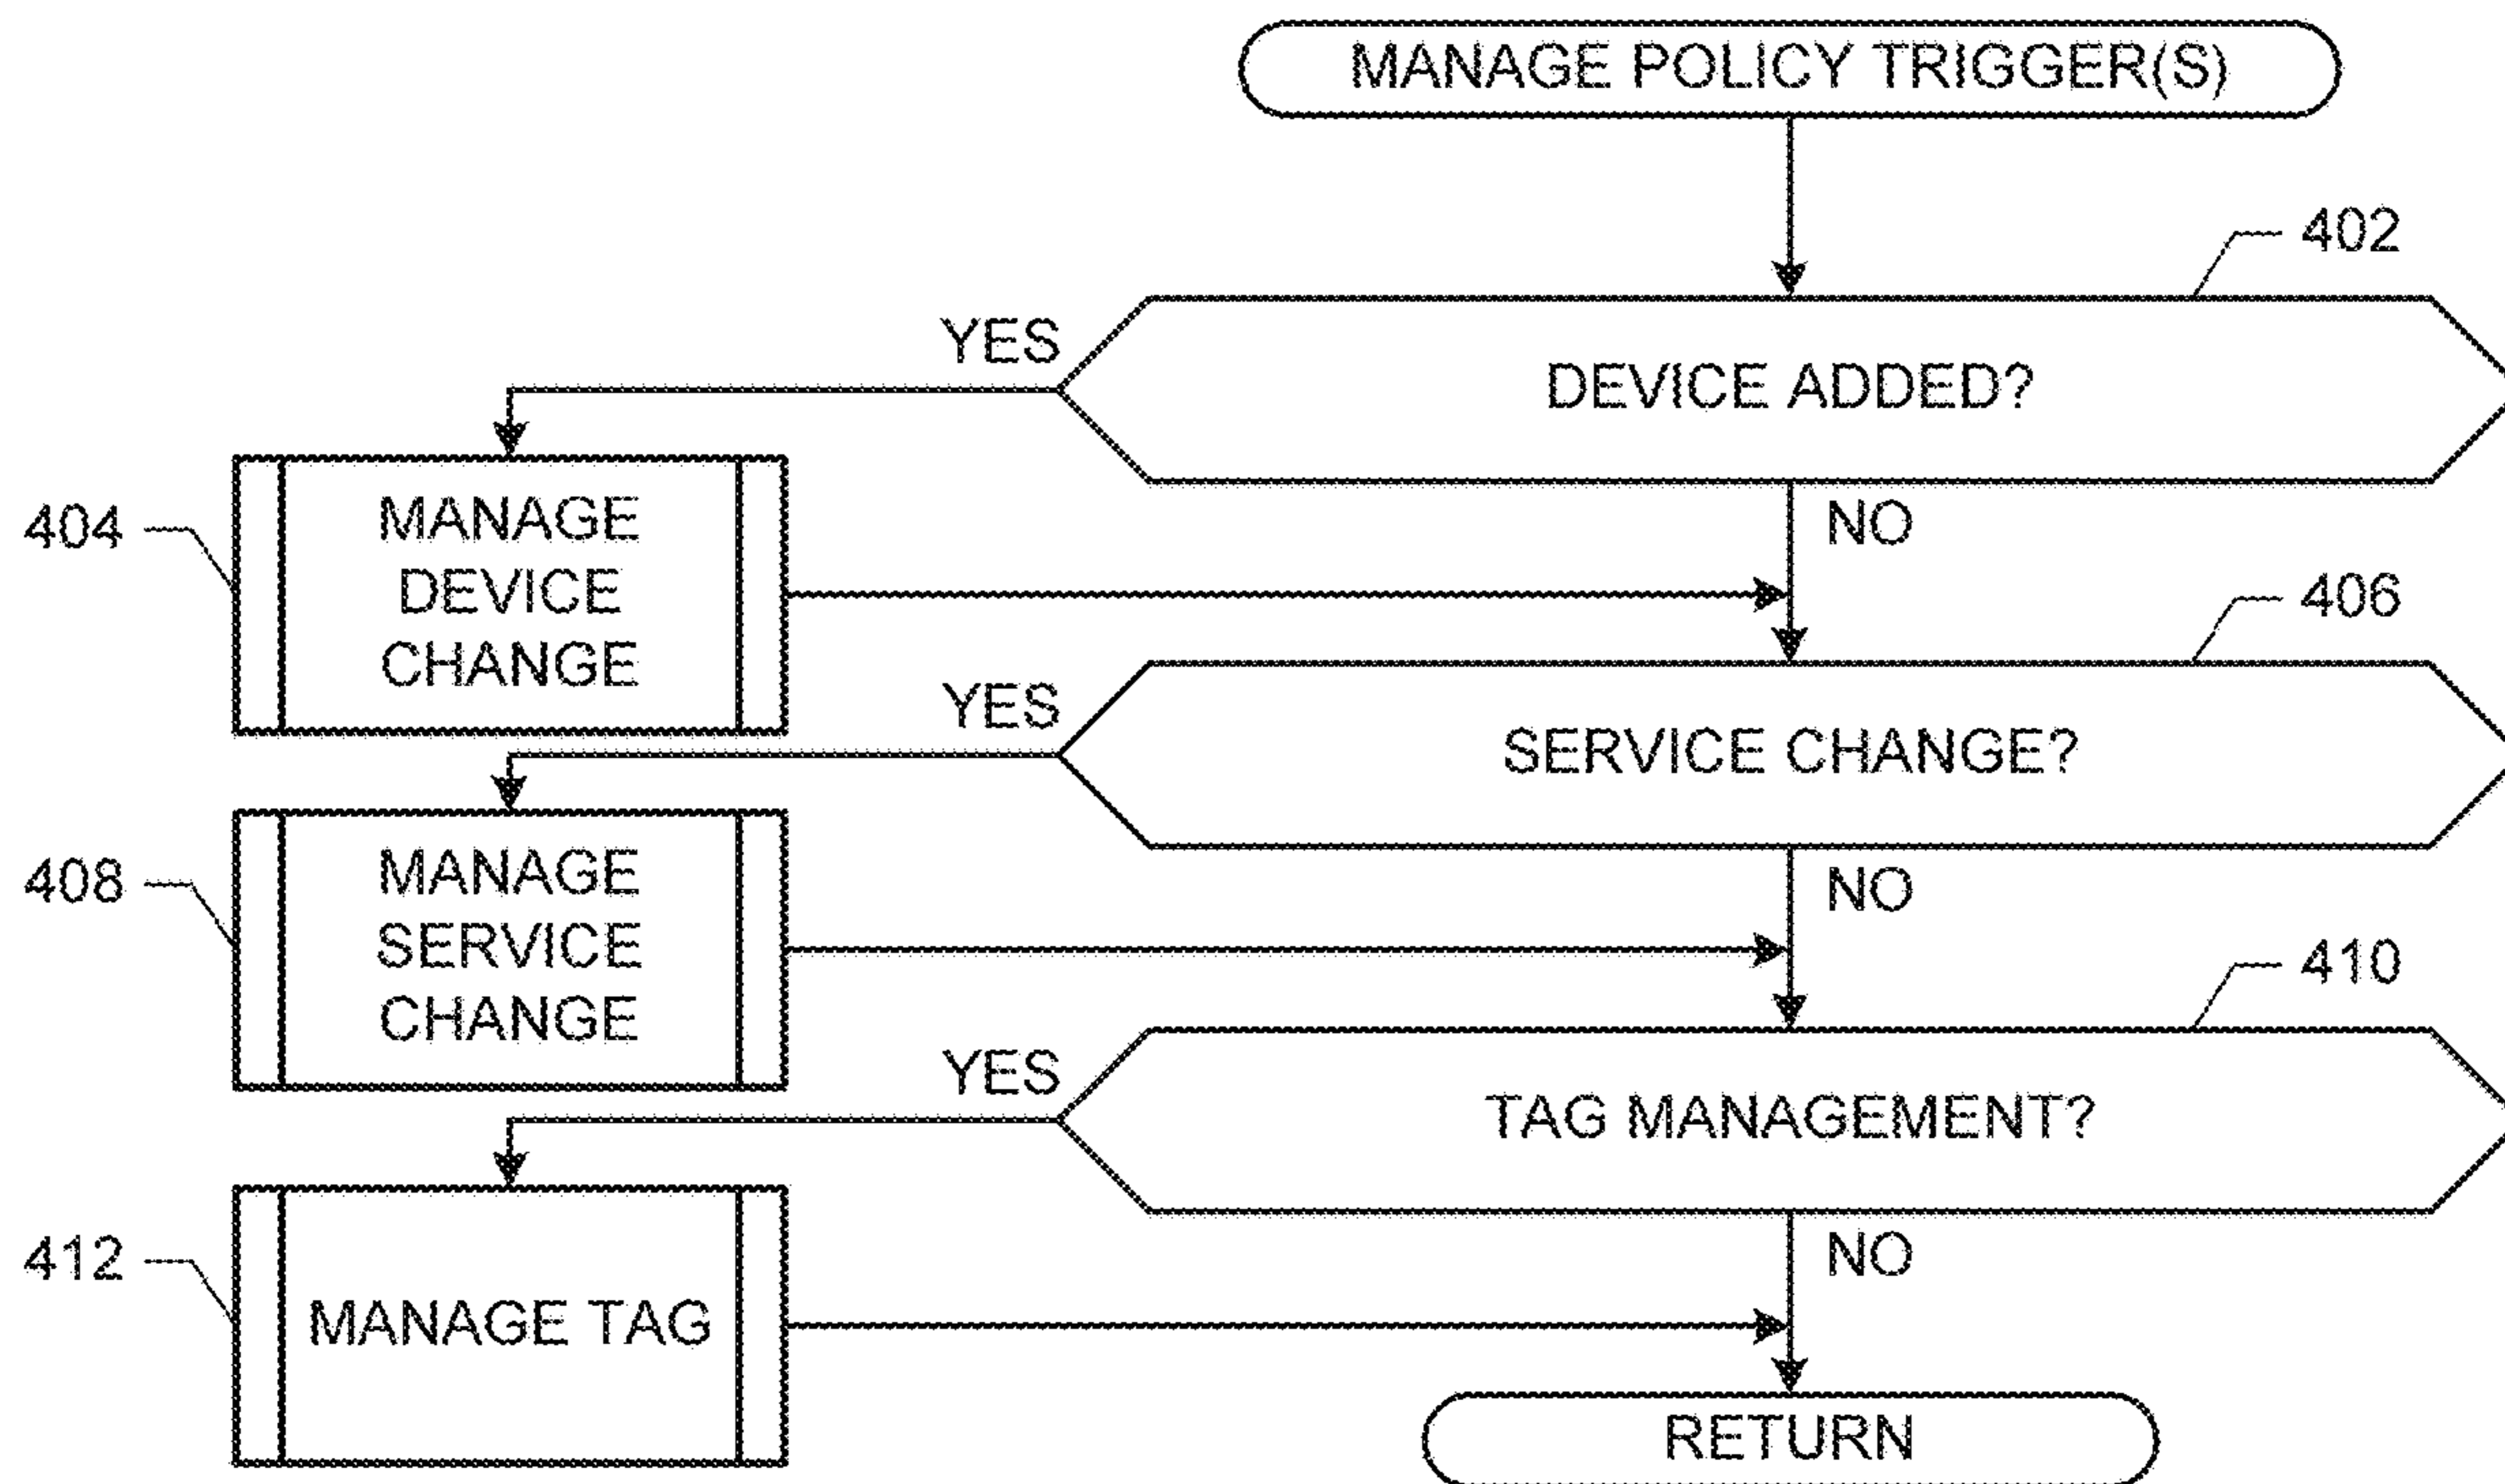 MANAGE POLICY TRIGGER(S)
402
YES
DEVICE ADDED?
404
MANAGE
DEVICE
CHANGE
NO
406
YES
SERVICE CHANGE?
408
MANAGE
SERVICE
CHANGE
NO
410
YES
TAG MANAGEMENT?
412
MANAGE TAG
NO
RETURN